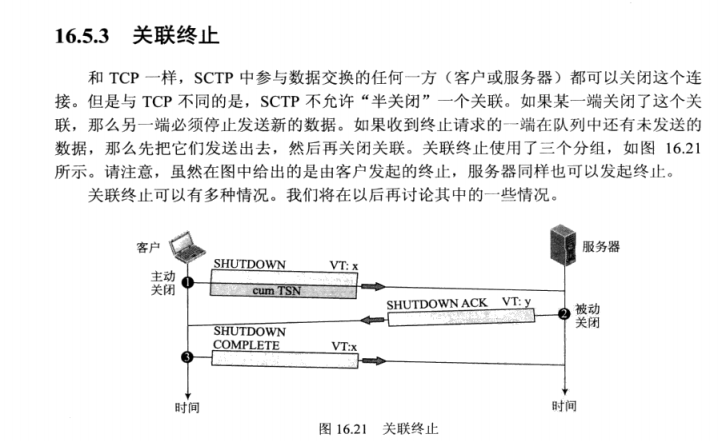 16.5.3 关联终止
和 TCP 一样，SCTP 中参与数据交换的任何一方（客户或服务器）都可以关闭这个连
接。但是与 TCP 不同的是，SCTP 不允许“半关闭”一个关联。如果某一端关闭了这个关
联，那么另一端必须停止发送新的数据。如果收到终止请求的一端在队列中还有未发送的
数据，那么先把它们发送出去，然后再关闭关联。关联终止使用了三个分组，如图 16.21
所示。请注意，虽然在图中给出的是由客户发起的终止，服务器同样也可以发起终止。
关联终止可以有多种情况。我们将在以后再讨论其中的一些情况。
客户
服务器
主动
关闭
1
SHUTDOWN VT: x
cum TSN
SHUTDOWN ACK VT: y
2
被动
关闭
SHUTDOWN
COMPLETE VT:x
3
时间
时间
图 16.21 关联终止